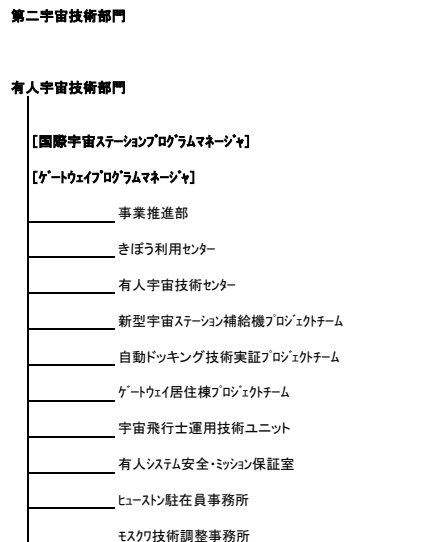 第二宇宙技術部門
有人宇宙技術部門
[国際宇宙ｽﾃｰｼｮﾝﾌﾟﾛｸﾞﾗﾑﾏﾈｰｼﾞｬ]
[ｹﾞｰﾄｳｪｲﾌﾟﾛｸﾞﾗﾑﾏﾈｰｼﾞｬ]
事業推進部
きぼう利用ｾﾝﾀｰ
有人宇宙技術ｾﾝﾀｰ
新型宇宙ｽﾃｰｼｮﾝ補給機ﾌﾟﾛｼﾞｪｸﾄﾁｰﾑ
自動ドッキング技術実証ﾌﾟﾛｼﾞｪｸﾄﾁｰﾑ
ｹﾞｰﾄｳｪｲ居住棟ﾌﾟﾛｼﾞｪｸﾄﾁｰﾑ
宇宙飛行士運用技術ユニット
有人ｼｽﾃﾑ安全･ﾐｯｼｮﾝ保証室
ﾋｭｰｽﾄﾝ駐在員事務所
ﾓｽｸﾜ技術調整事務所